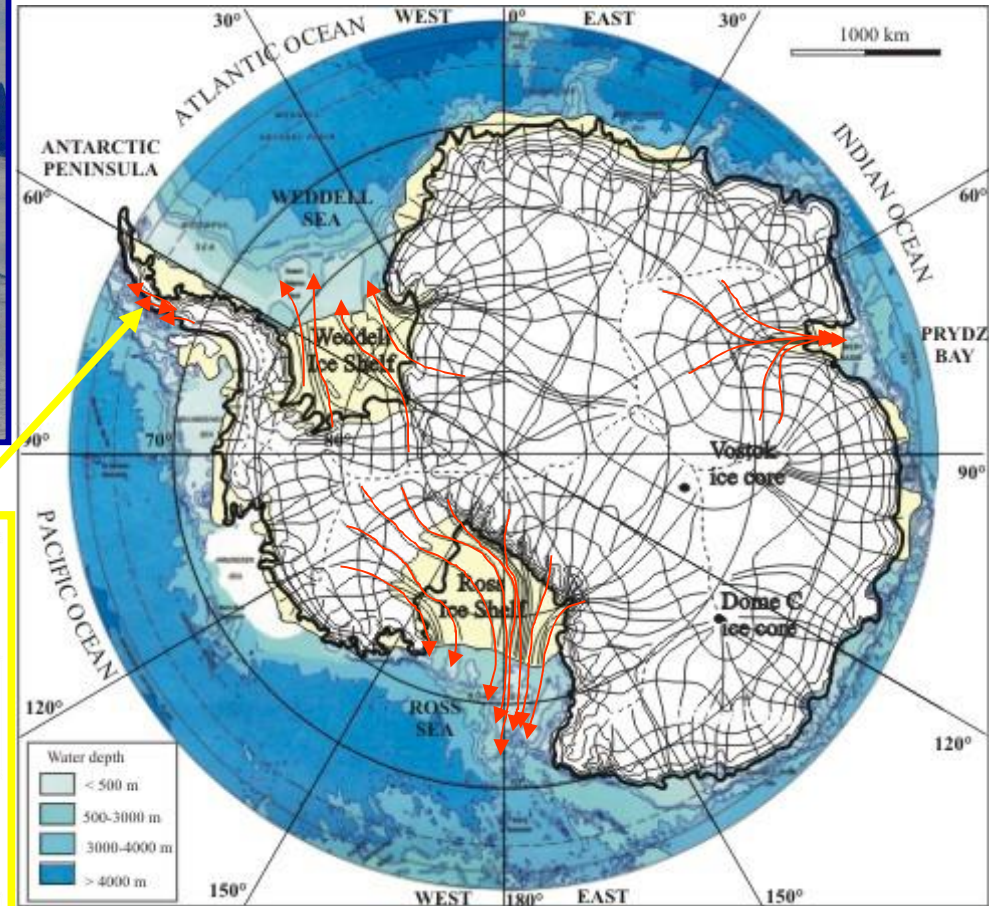 WEST
0°
EAST
30°
30°
1000 km
ATLANTIC OCEAN
ANTARCTIC
PENINSULA
INDIAN OCEAN
60°
60°
WEDDELL
SEA
Weddell
Ice Shelf
PRYDZ
BAY
90°
70°
80°
Vostok
ice core
90°
PACIFIC OCEAN
Ross
Ice Shelf
Dome C
ice core
120°
ROSS
SEA
120°
Water depth
< 500 m
500-3000 m
3000-4000 m
> 4000 m
150°
WEST
180°
EAST
150°